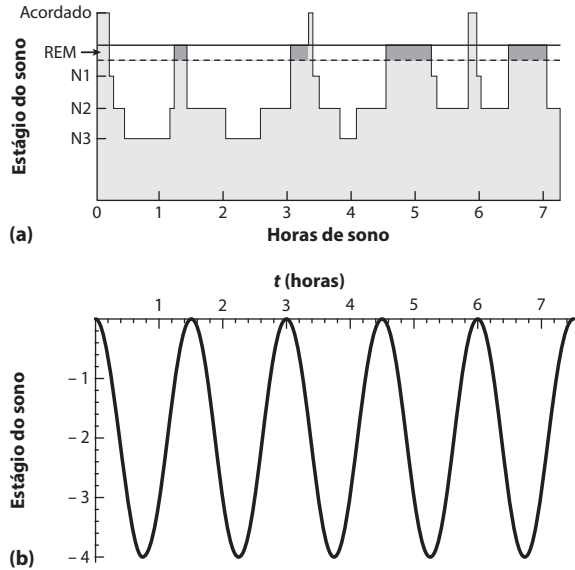 Acordado
REM
N1
N2
N3
Estágio do sono
0 1 2 3 4 5 6 7
Horas de sono
(a)
t (horas)
1 2 3 4 5 6 7
– 1
– 2
– 3
– 4
Estágio do sono
(b)